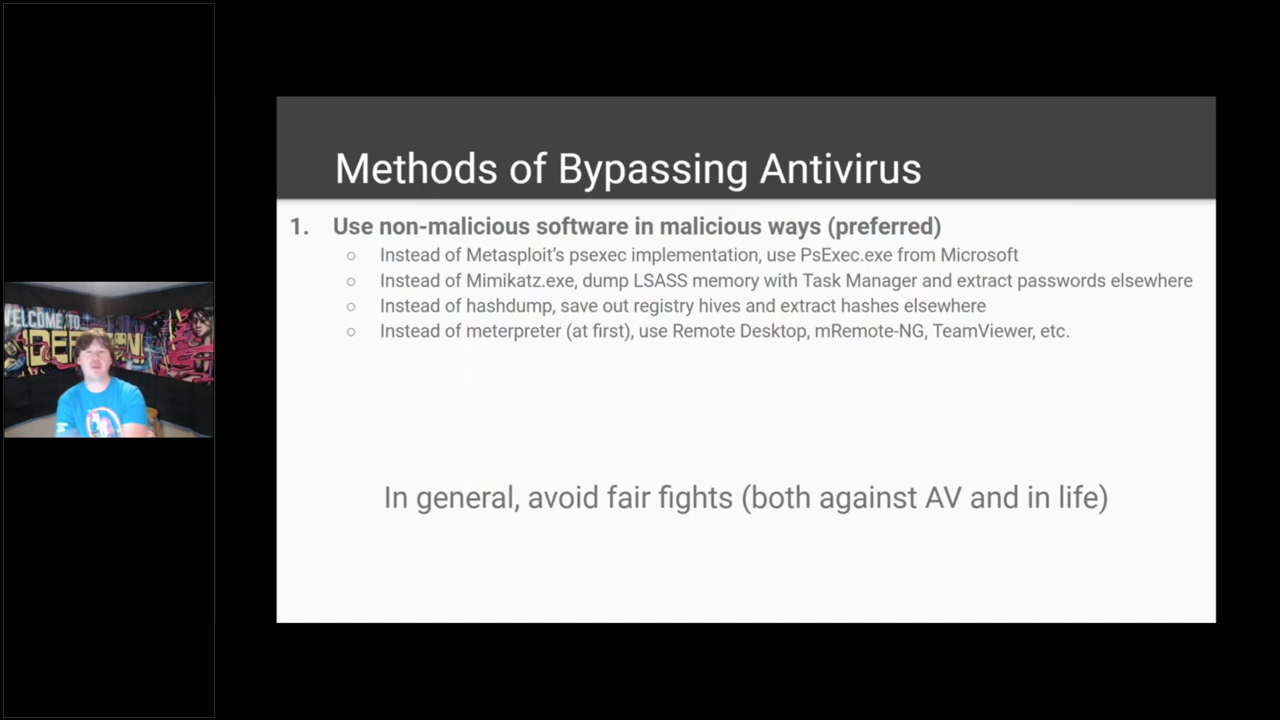 Methods of Bypassing Antivirus
1. Use non-malicious software in malicious ways (preferred)
○ Instead of Metasploit's psexec implementation, use PsExec.exe from Microsoft
○ Instead of Mimikatz.exe, dump LSASS memory with Task Manager and extract passwords elsewhere
○ Instead of hashdump, save out registry hives and extract hashes elsewhere
○ Instead of meterpreter (at first), use Remote Desktop, mRemote-NG, TeamViewer, etc.
In general, avoid fair fights (both against AV and in life)
ELCOME TO